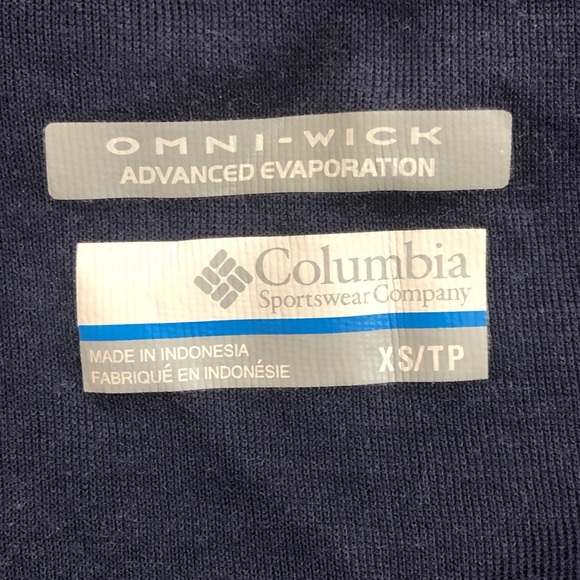 OMNI-WICK
ADVANCED EVAPORATION
Columbia
Sportswear Company
MADE IN INDONESIA
FABRIQUÉ EN INDONÉSIE
XS/TP